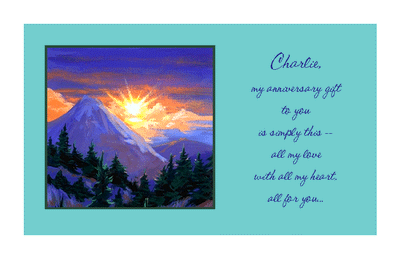 Charlie,
my anniversary gift
to you
is simply this --
all my love
with all my heart,
all for you...